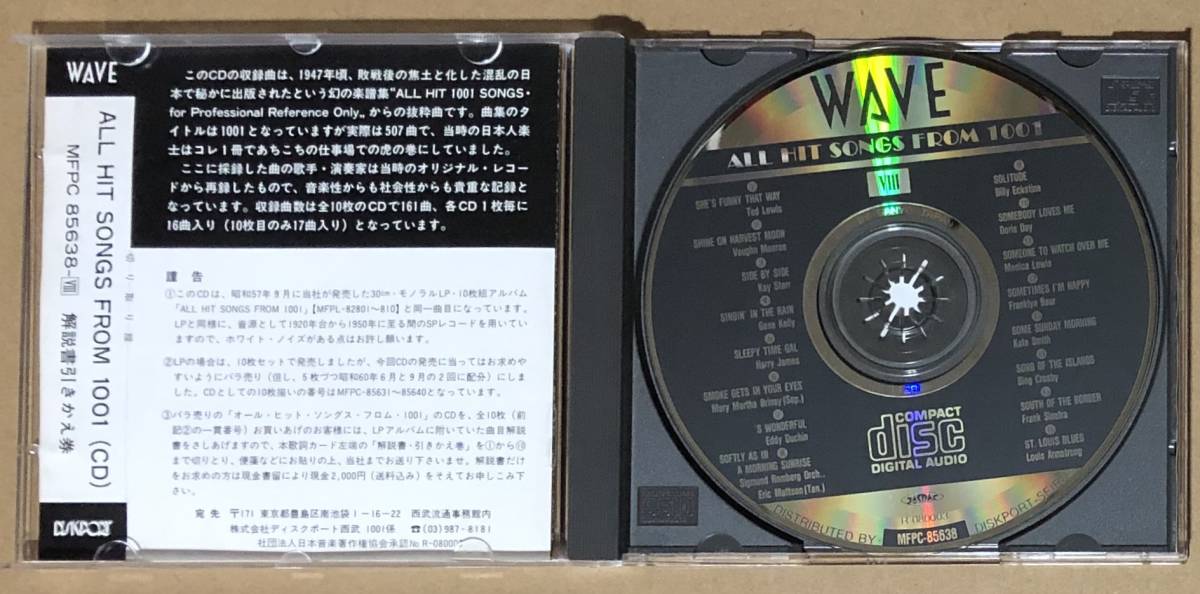 WAVE
ALL HIT SONGS FROM 1001 (CD)
MFPC 85638-Ⅷ 解説書引きかえ券
DISKPORT
切り取り線
このCDの収録曲は、1947年頃、敗戦後の焦土と化した混乱の日
本で秘かに出版されたという幻の楽譜集"ALL HIT 1001 SONGS・
for Professional Reference Only„からの抜粋曲です。曲集のタ
イトルは1001となっていますが実際は507曲で、当時の日本人楽
士はコレ1冊であちこちの仕事場での虎の巻にしていました。
ここに採録した曲の歌手・演奏家は当時のオリジナル・レコー
ドから再録したもので、音楽性からも社会性からも貴重な記録と
なっています。収録曲数は全10枚のCDで161曲、各CD1枚毎に
16曲入り(10枚目のみ17曲入り)となっています。
謹告
①このCDは、昭和57年9月に当社が発売した30cm・モノラルLP・10枚組アルバム
「ALL HIT SONGS FROM 1001」【MFPL-82801〜810】と同一曲目になっています。
LPと同様に、音源として1920年台から1950年に至る間のSPレコードを用いてい
ますので、ホワイト・ノイズがある点はお許し願います。
②LPの場合は、10枚セットで発売しましたが、今回CDの発売に当ってはお求めや
すいようにバラ売り(但し、5枚づつ昭和60年6月と9月の2回に配分)にしまし
た。CDとしての10枚揃いの番号はMFPC-85631〜85640となっています。
③バラ売りの「オール・ヒット・ソングス・フロム・1001」のCDを、全10枚(前
記②の一貫番号)お買いあげのお客様には、LPアルバムに附いていた曲目解説
書をさしあげますので、本歌詞カード左端の「解説書・引きかえ巻」を①から⑩
まで切りとり、便箋などにお貼りの上、当社までお送り下さいませ。解説書だけ
をお求めの方は現金書留により現金2,000円(送料込み)をそえてお申しこみ下さ
い。
宛先 〒171 東京都豊島区南池袋1-16-22 西武流通事務館内
株式会社ディスクポート西武 1001係 ☎(03)987-8181
社団法人日本音楽著作権協会承認No R-08000
WAVE
ALL HIT SONGS FROM 1001
VIII
SHE'S FUNNY THAT WAY
Ted Lewis
SHINE ON HARVEST MOON
Vaughn Monroe
SIDE BY SIDE
Kay Starr
SINGIN' IN THE RAIN
Gene Kelly
SLEEPY TIME GAL
Harry James
SMOKE GETS IN YOUR EYES
Mary Martha Briney (Sop.)
'S WONDERFUL
Eddy Duchin
SOFTLY AS IN
A MORNING SUNRISE
Sigmund Romberg Orch.,
Eric Mattson (Ten.)
SOLITUDE
Billy Eckstine
SOMEBODY LOVES ME
Doris Day
SOMEONE TO WATCH OVER ME
Monica Lewis
SOMETIMES I'M HAPPY
Franklyn Baur
SOME SUNDAY MORNING
Kate Smith
SONG OF THE ISLANDS
Bing Crosby
SOUTH OF THE BORDER
Frank Sinatra
ST. LOUIS BLUES
Louis Armstrong
COMPACT
disc
DIGITAL AUDIO
JASRAC
DISTRIBUTED BY
MFPC-85638